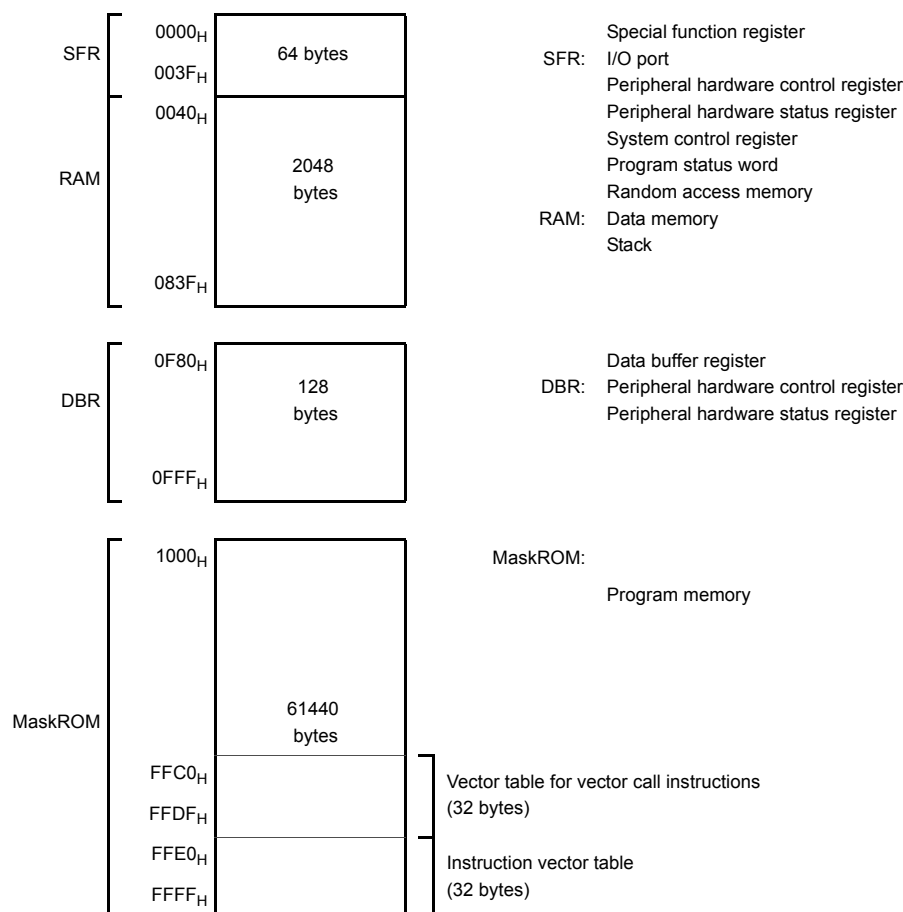 SFR
0000H
64 bytes
003FH
RAM
0040H
2048
bytes
083FH
Special function register
SFR: I/O port
Peripheral hardware control register
Peripheral hardware status register
System control register
Program status word
Random access memory
RAM: Data memory
Stack
DBR
0F80H
128
bytes
0FFFH
Data buffer register
DBR: Peripheral hardware control register
Peripheral hardware status register
MaskROM
1000H
61440
bytes
MaskROM:
Program memory
FFC0H
FFDFH
Vector table for vector call instructions
(32 bytes)
FFE0H
FFFFH
Instruction vector table
(32 bytes)